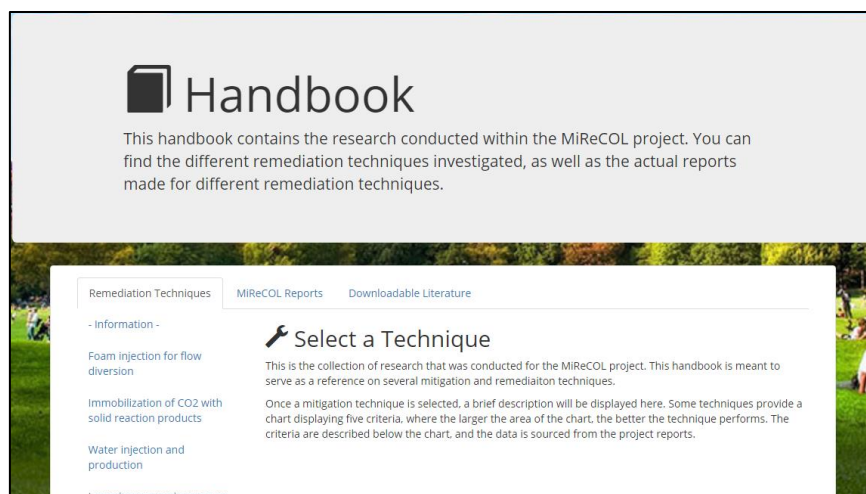 Handbook
This handbook contains the research conducted within the MiReCOL project. You can
find the different remediation techniques investigated, as well as the actual reports
made for different remediation techniques.
Remediation Techniques
MiReCOL Reports
Downloadable Literature
- Information -
Foam injection for flow
diversion
Immobilization of CO2 with
solid reaction products
Water injection and
production
Select a Technique
This is the collection of research that was conducted for the MiReCOL project. This handbook is meant to
serve as a reference on several mitigation and remediaiton techniques.
Once a mitigation technique is selected, a brief description will be displayed here. Some techniques provide a
chart displaying five criteria, where the larger the area of the chart, the better the technique performs. The
criteria are described below the chart, and the data is sourced from the project reports.